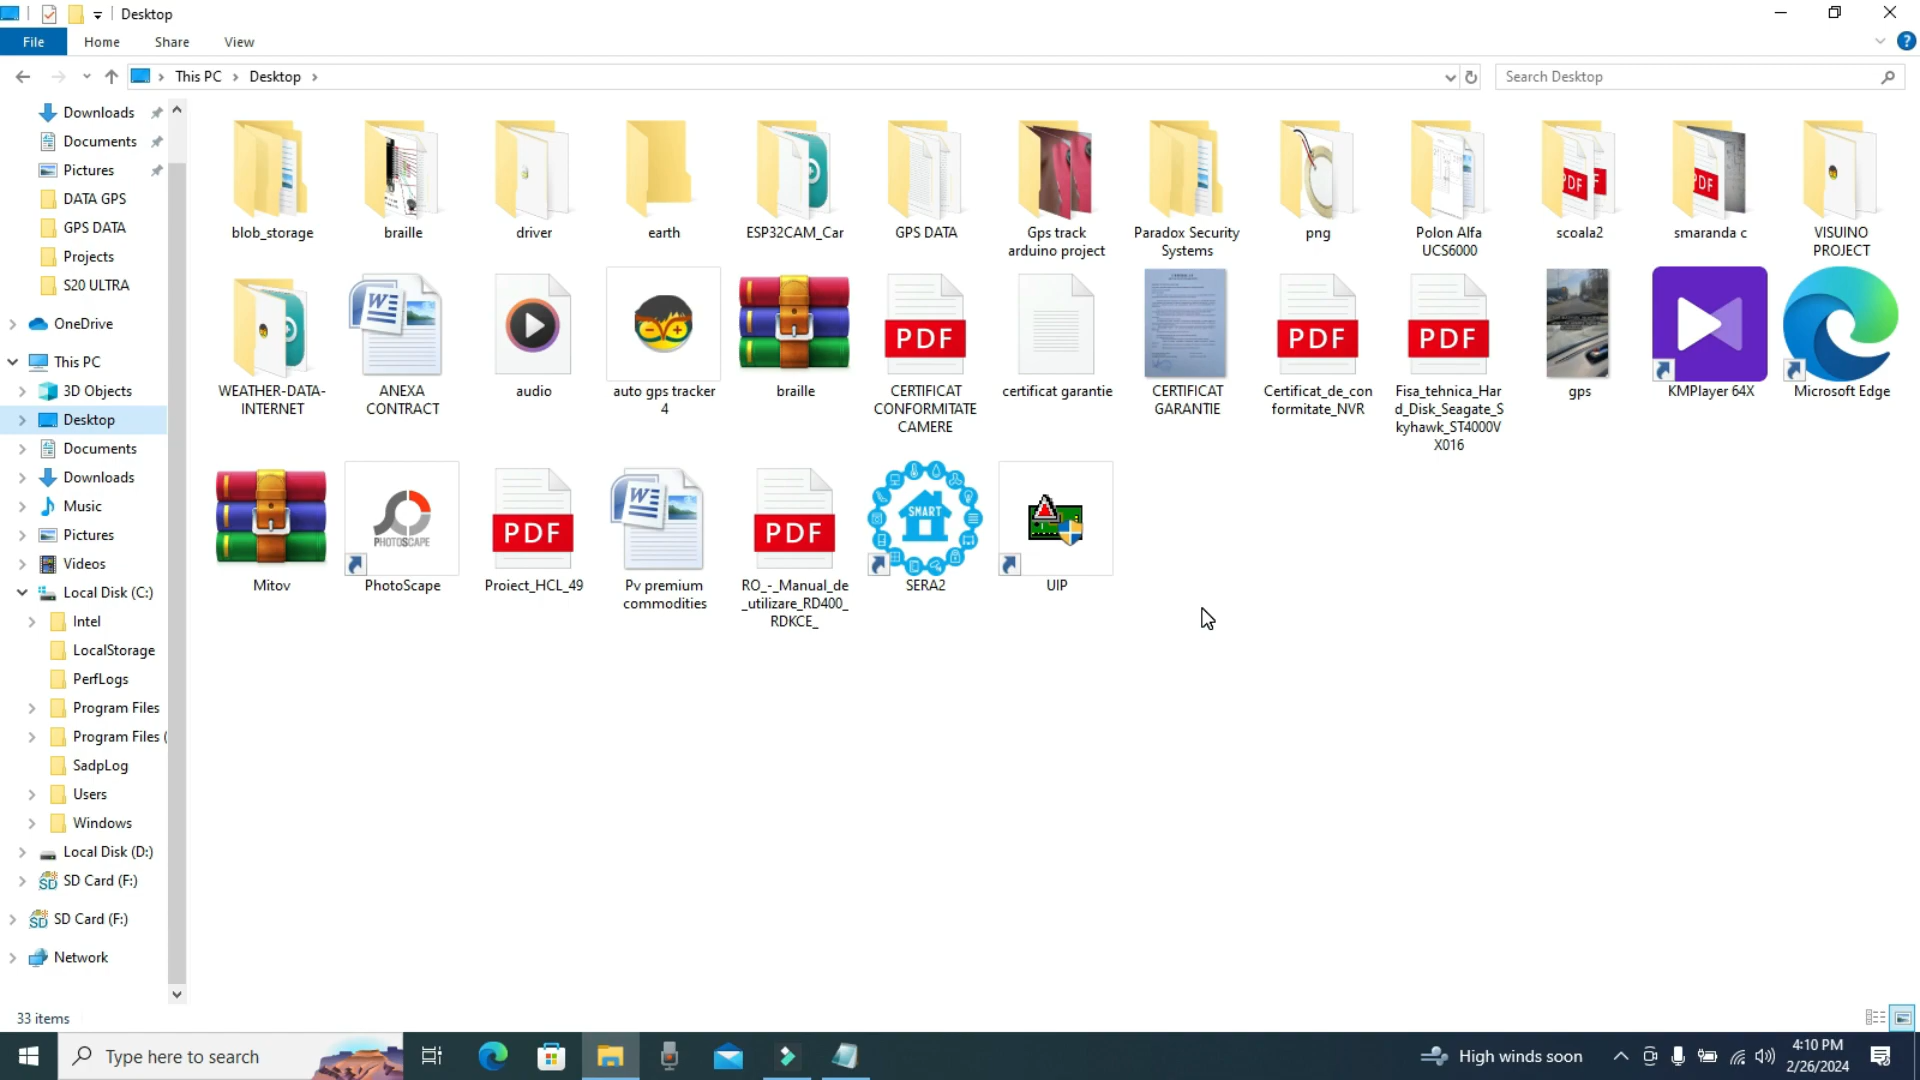 Desktop
File Home Share View
This PC Desktop
Search Desktop
Downloads
Documents
Pictures
DATA GPS
GPS DATA
Projects
S20 ULTRA
OneDrive
This PC
3D Objects
Desktop
Documents
Downloads
Music
Pictures
Videos
Local Disk (C:)
Intel
LocalStorage
PerfLogs
Program Files
Program Files (
SadpLog
Users
Windows
Local Disk (D:)
SD Card (F:)
SD Card (F:)
Network
blob_storage
braille
driver
earth
ESP32CAM_Car
GPS DATA
Gps track
arduino project
Paradox Security
Systems
png
Polon Alfa
UCS6000
PDF
scoala2
PDF
smaranda c
VISUINO
PROJECT
WEATHER-DATA-
INTERNET
W
ANEXA
CONTRACT
audio
auto gps tracker
4
braille
PDF
CERTIFICAT
CONFORMITATE
CAMERE
certificat garantie
CERTIFICAT
GARANTIE
PDF
Certificat_de_con
formitate_NVR
PDF
Fisa_tehnica_Har
d_Disk_Seagate_S
kyhawk_ST4000V
X016
gps
KMPlayer 64X
Microsoft Edge
Mitov
PHOTOSCAPE
PhotoScape
PDF
Proiect_HCL_49
W
Pv premium
commodities
PDF
RO_-_Manual_de
_utilizare_RD400_
RDKCE_
SMART
SERA2
UIP
33 items
Type here to search
High winds soon
4:10 PM
2/26/2024